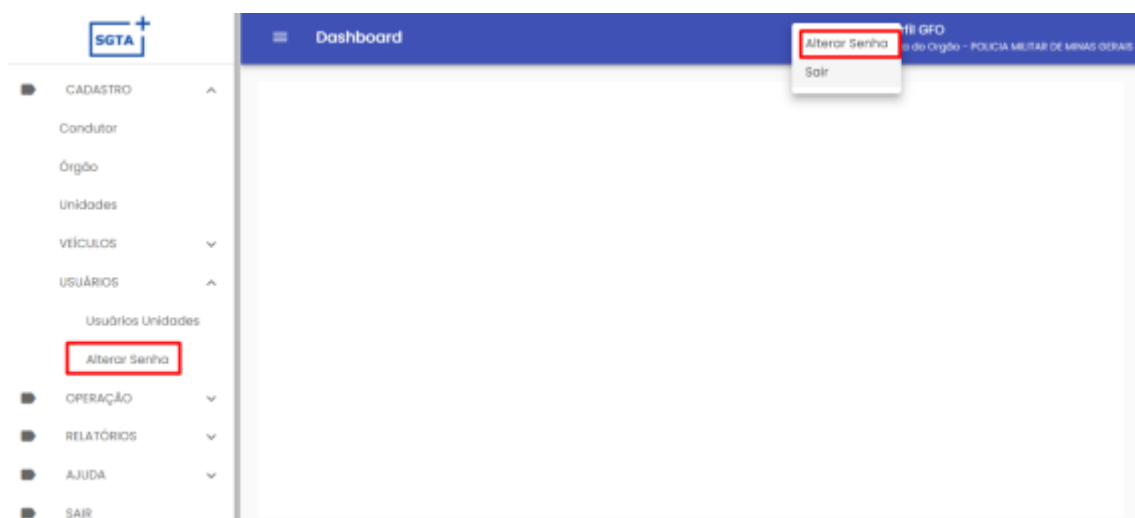 SGTA
CADASTRO
Condutor
Órgão
Unidades
VEÍCULOS
USUÁRIOS
Usuários Unidades
Alterar Senha
OPERAÇÃO
RELATÓRIOS
AJUDA
SAIR
Dashboard
Alterar Senha
Sair
fil GFO
do Orgão - POLICIA MILITAR DE MINAS GERAIS